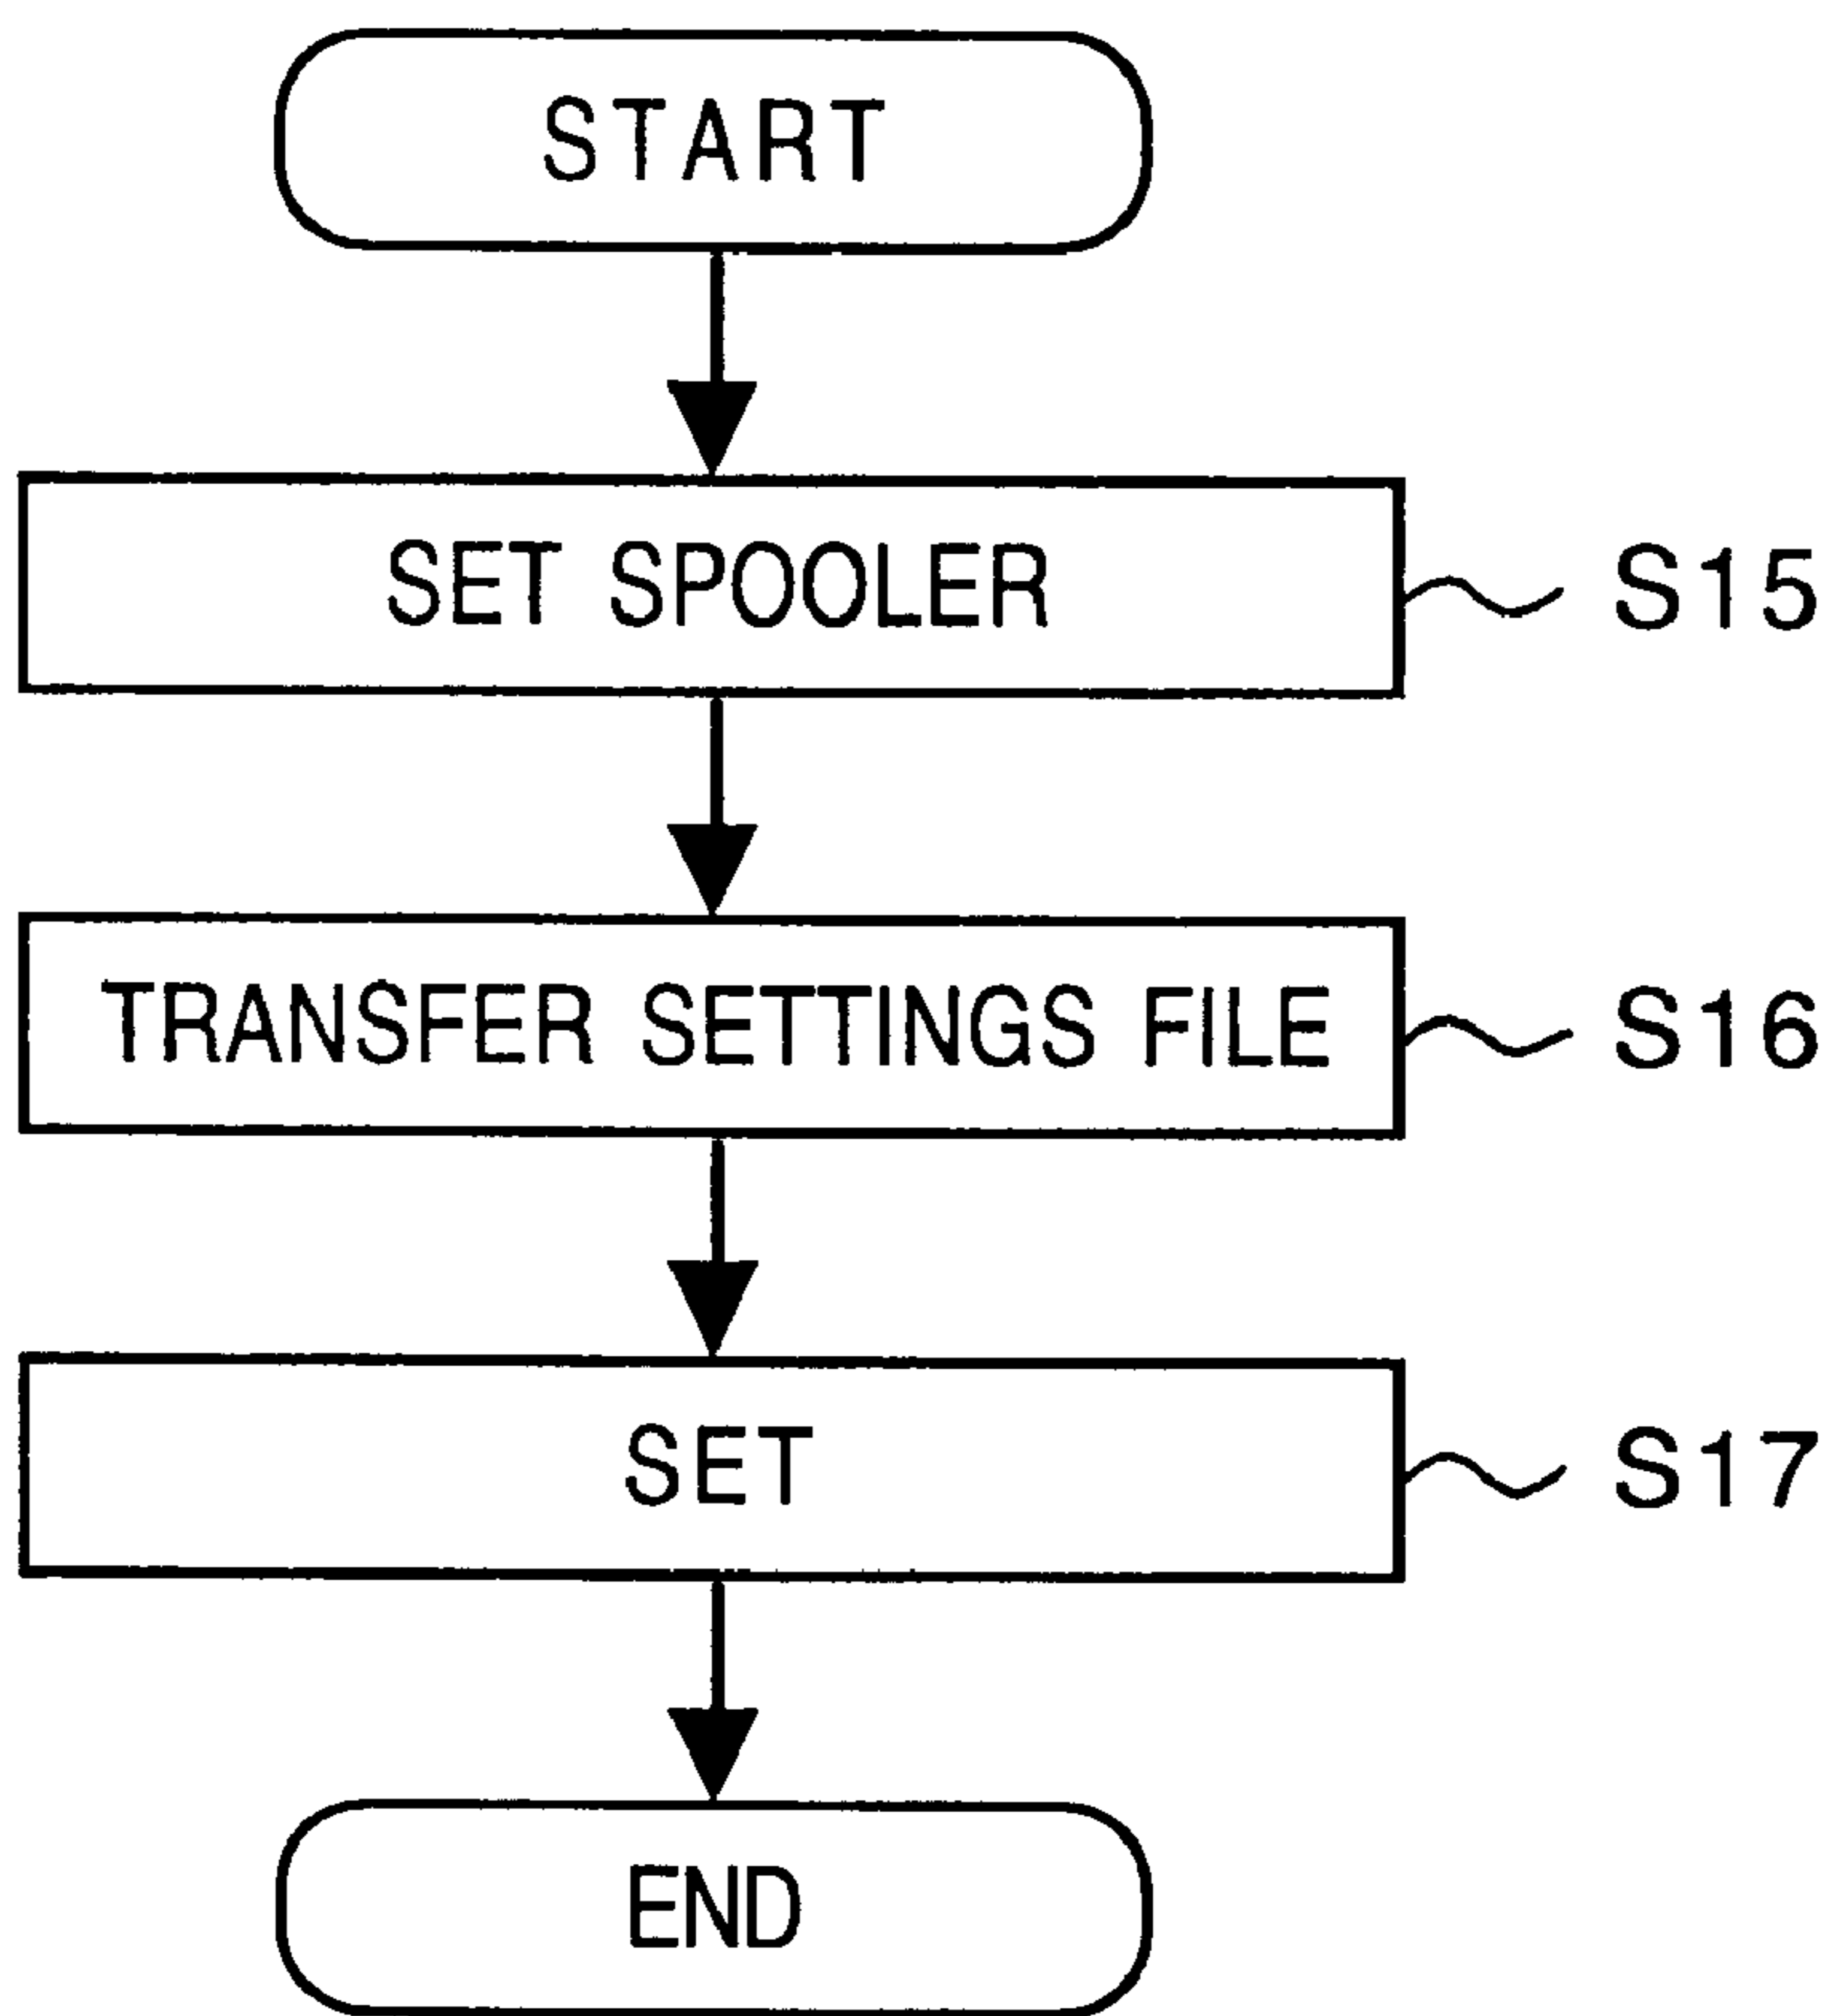 START
SET SPOOLER S15
TRANSFER SETTINGS FILE S16
SET S17
END